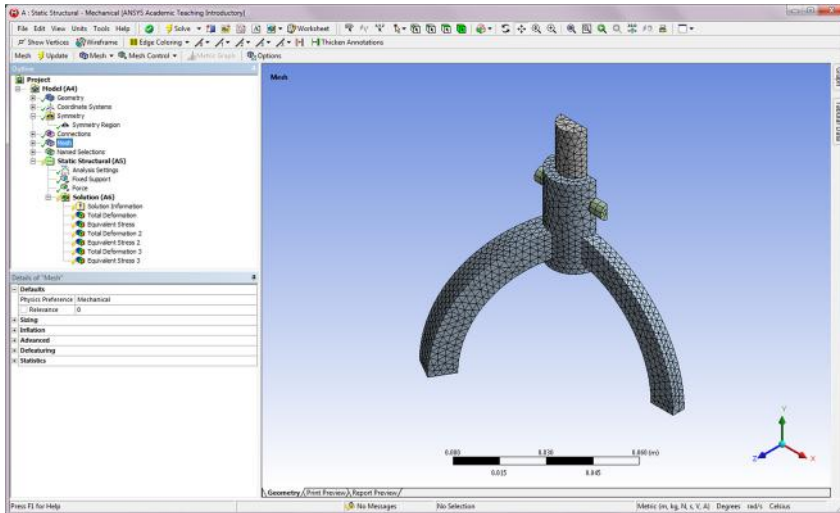 A : Static Structural - Mechanical [ANSYS Academic Teaching Introductory]
File Edit View Units Tools Help Solve Worksheet
Show Vertices Wireframe Edge Coloring Thicken Annotations
Mesh Update Mesh Mesh Control Metric Graph Options
Outline
Project
Model (A4)
Geometry
Coordinate Systems
Symmetry
Symmetry Region
Connections
Mesh
Named Selections
Static Structural (A5)
Analysis Settings
Fixed Support
Force
Solution (A6)
Solution Information
Total Deformation
Equivalent Stress
Total Deformation 2
Equivalent Stress 2
Total Deformation 3
Equivalent Stress 3
Details of "Mesh"
Defaults
Physics Preference Mechanical
Relevance 0
Sizing
Inflation
Advanced
Defeaturing
Statistics
Mesh
0.000 0.030 0.060 (m)
0.015 0.045
Y
Z X
Geometry Print Preview Report Preview
Graph
Tabular Data
Press F1 for Help No Messages No Selection Metric (m, kg, N, s, V, A) Degrees rad/s Celsius